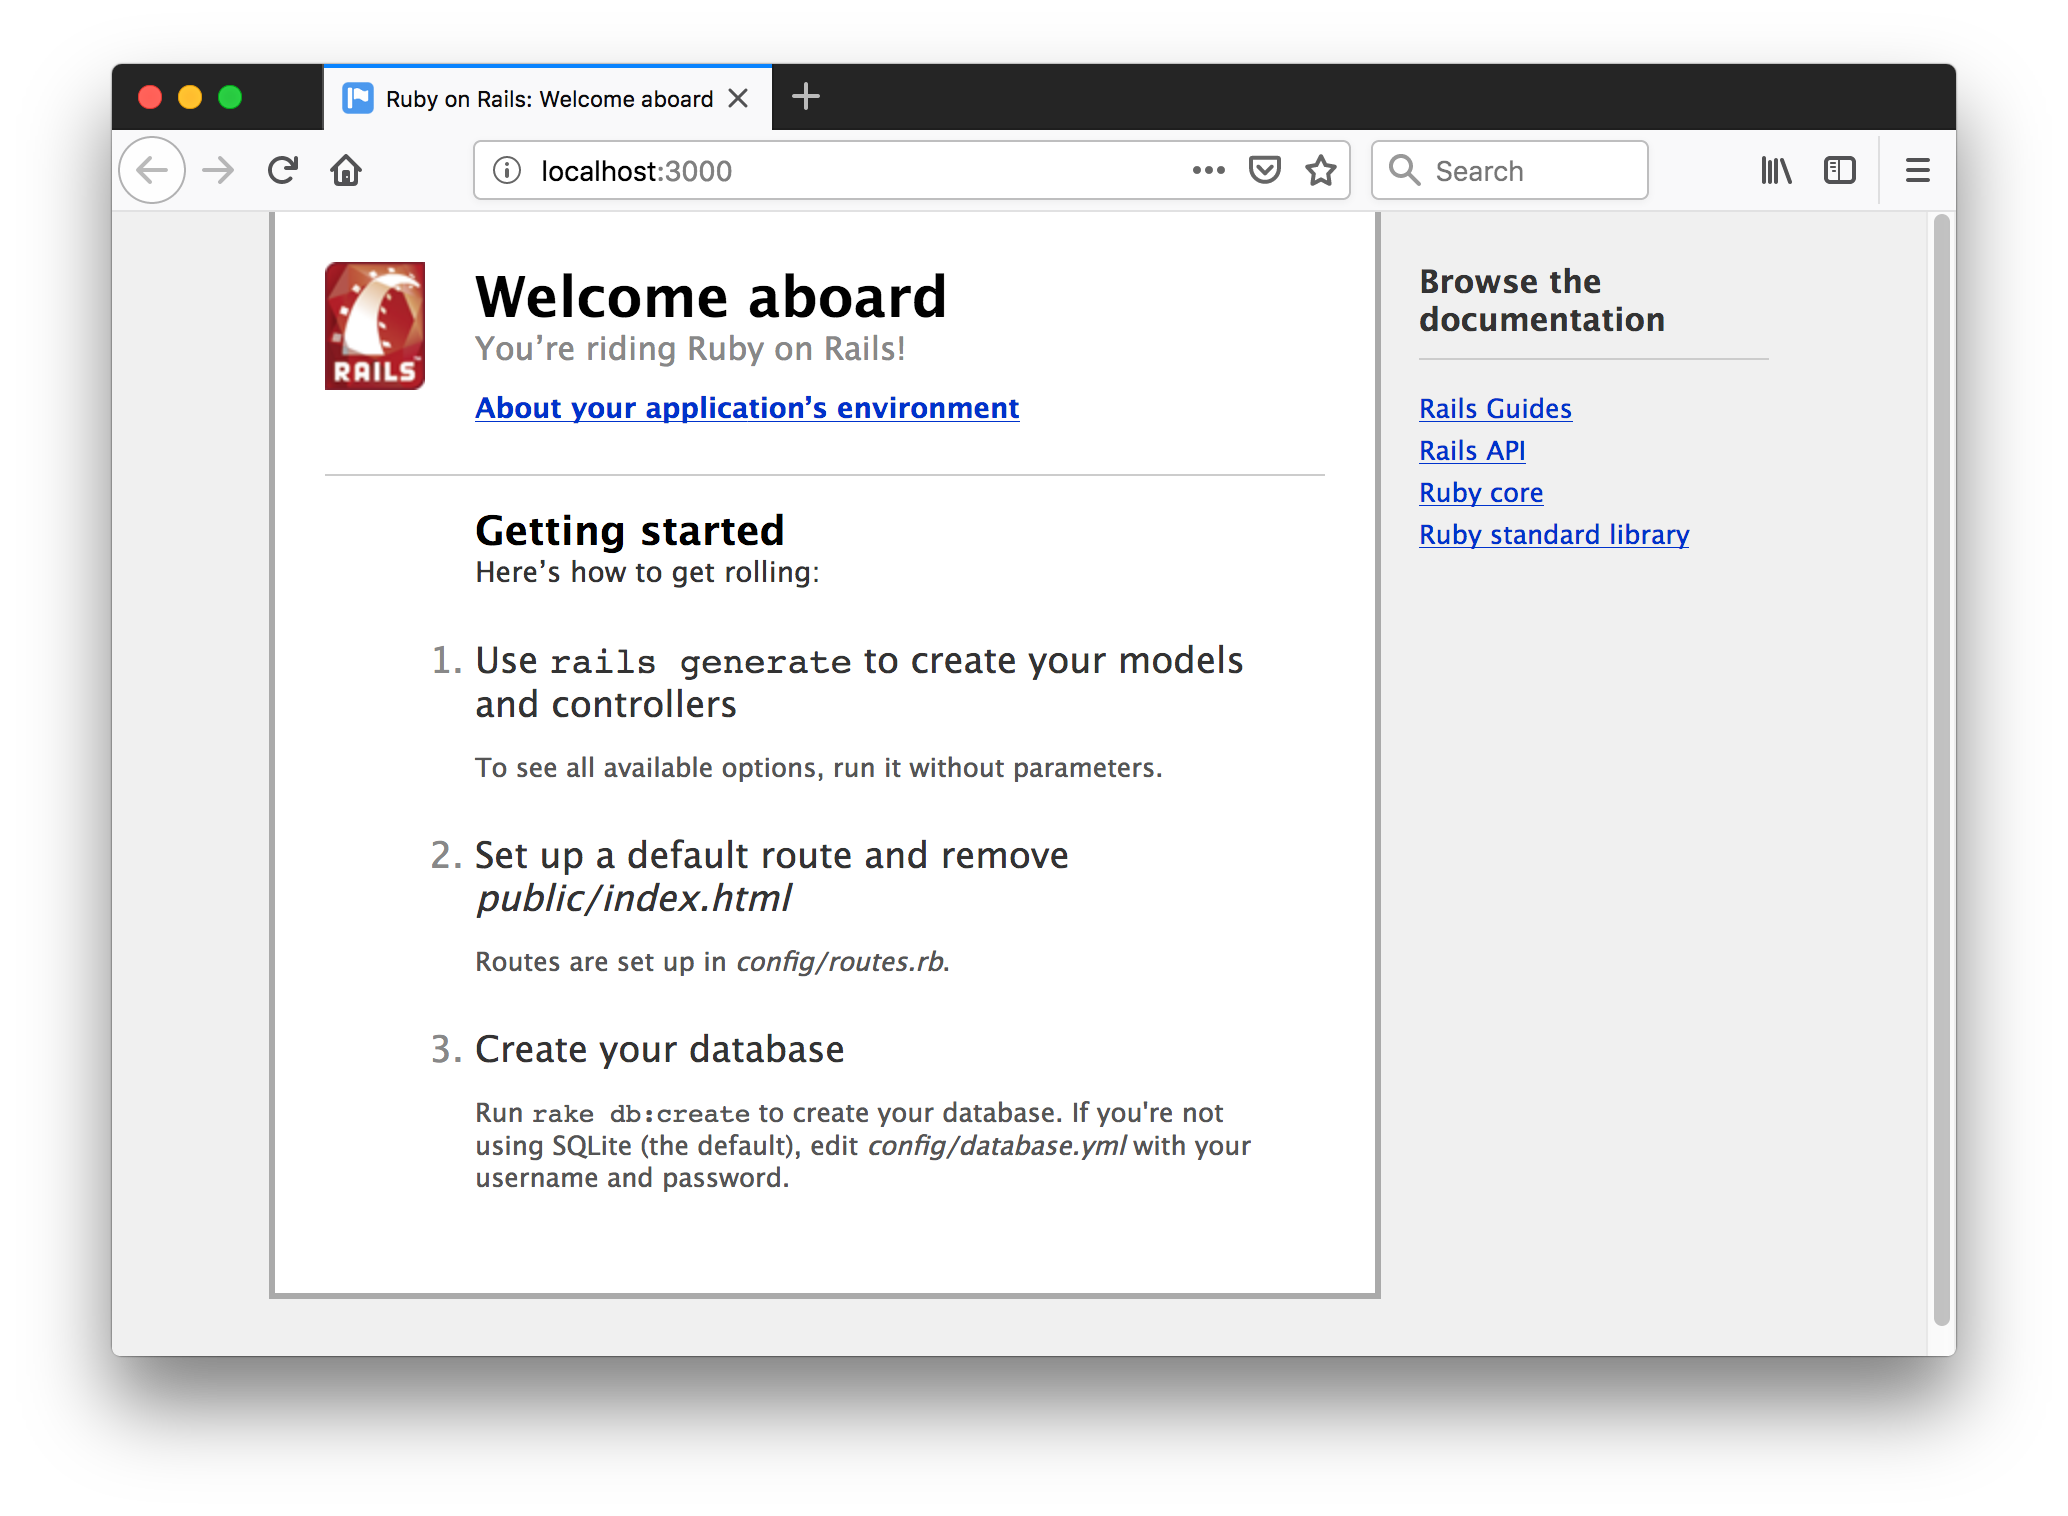 Ruby on Rails: Welcome aboard
localhost:3000
Search
RAILS™
Welcome aboard
You’re riding Ruby on Rails!
About your application’s environment
Getting started
Here’s how to get rolling:
1. Use rails generate to create your models
and controllers
To see all available options, run it without parameters.
2. Set up a default route and remove
public/index.html
Routes are set up in config/routes.rb.
3. Create your database
Run rake db:create to create your database. If you're not
using SQLite (the default), edit config/database.yml with your
username and password.
Browse the
documentation
Rails Guides
Rails API
Ruby core
Ruby standard library